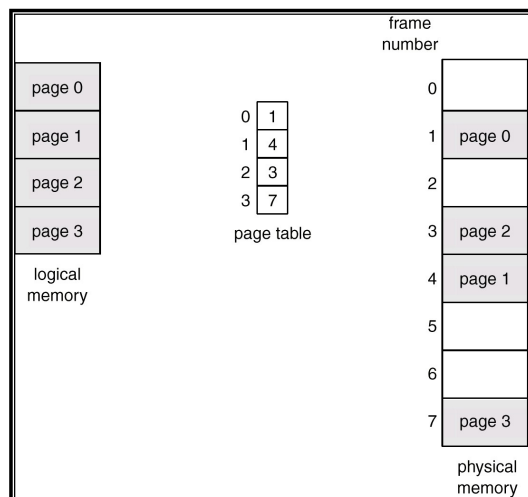 frame
number
page 0
page 1
page 2
page 3
logical
memory
0 1
1 4
2 3
3 7
page table
0
1 page 0
2
3 page 2
4 page 1
5
6
7 page 3
physical
memory